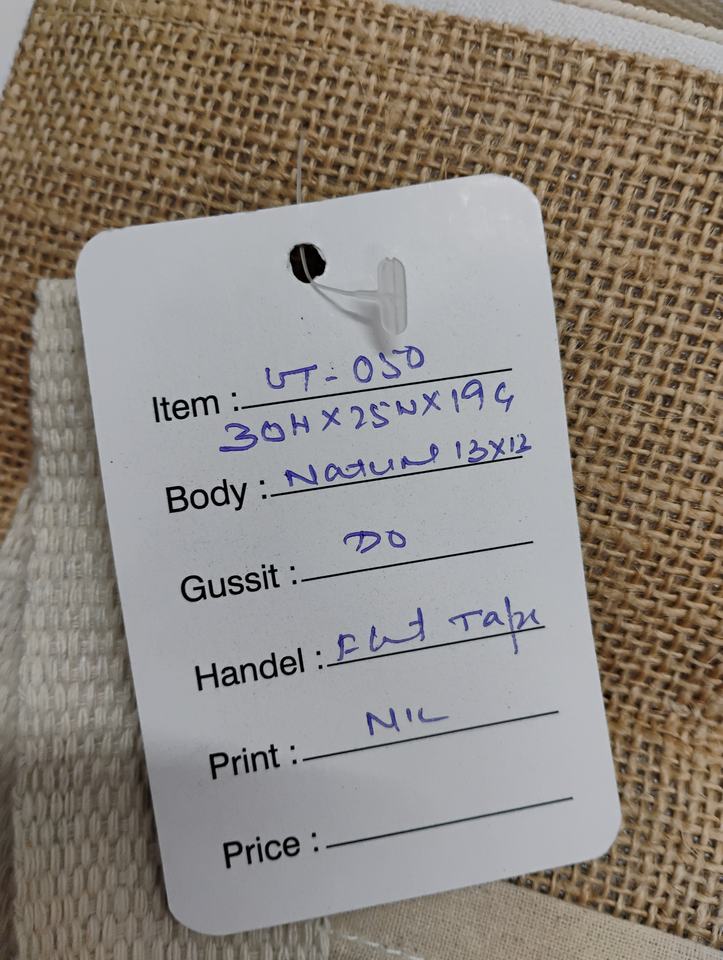 Item : UT-050
30H X 25W X 19G
Body : Natural 13X12
Gussit : DO
Handel : Flat Tape
Print : NIL
Price :